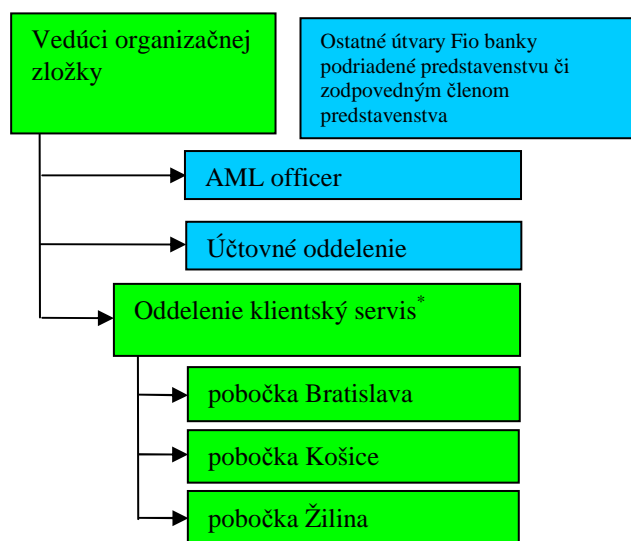 Vedúci organizačnej
zložky
Ostatné útvary Fio banky
podriadené predstavenstvu či
zodpovedným členom
predstavenstva
AML officer
Účtovné oddelenie
Oddelenie klientský servis*
pobočka Bratislava
pobočka Košice
pobočka Žilina